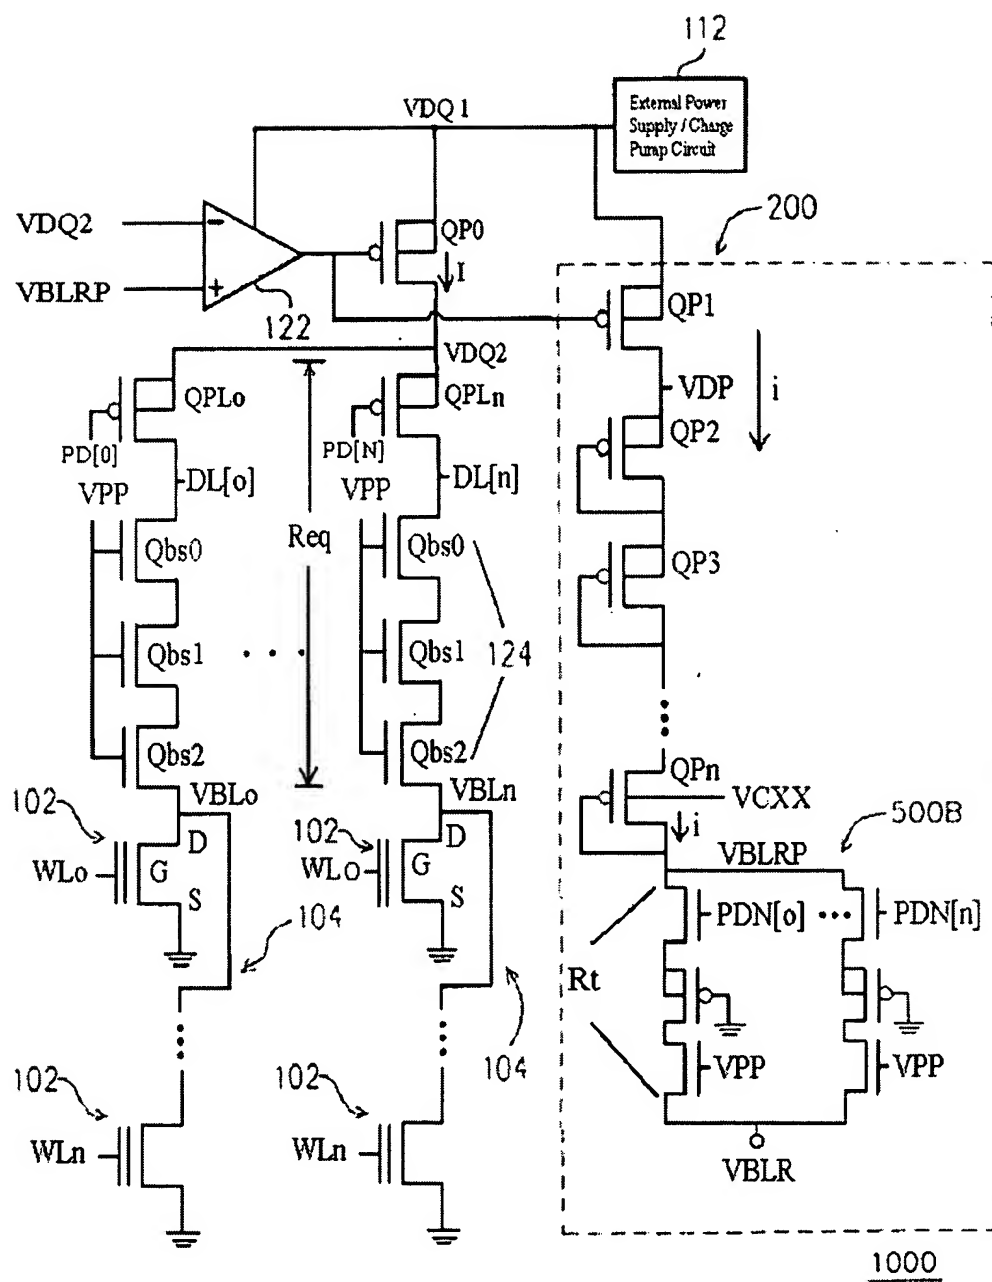 112
VDQ1
External Power
Supply / Charge
Pump Circuit
200
VDQ2
VBLRP
122
QP0
I
QP1
VDP
i
VDQ2
QPLo
QPLn
QP2
PD[0]
PD[N]
VPP
DL[o]
VPP
DL[n]
Qbs0
Req
Qbs0
QP3
Qbs1
Qbs1
124
Qbs2
Qbs2
VBLo
VBLn
QPn
VCXX
i
500B
VBLRP
102
102
D
D
WLo
G
WLo
G
S
S
PDN[o]
PDN[n]
104
Rt
104
VPP
VPP
102
102
WLn
WLn
VBLR
1000